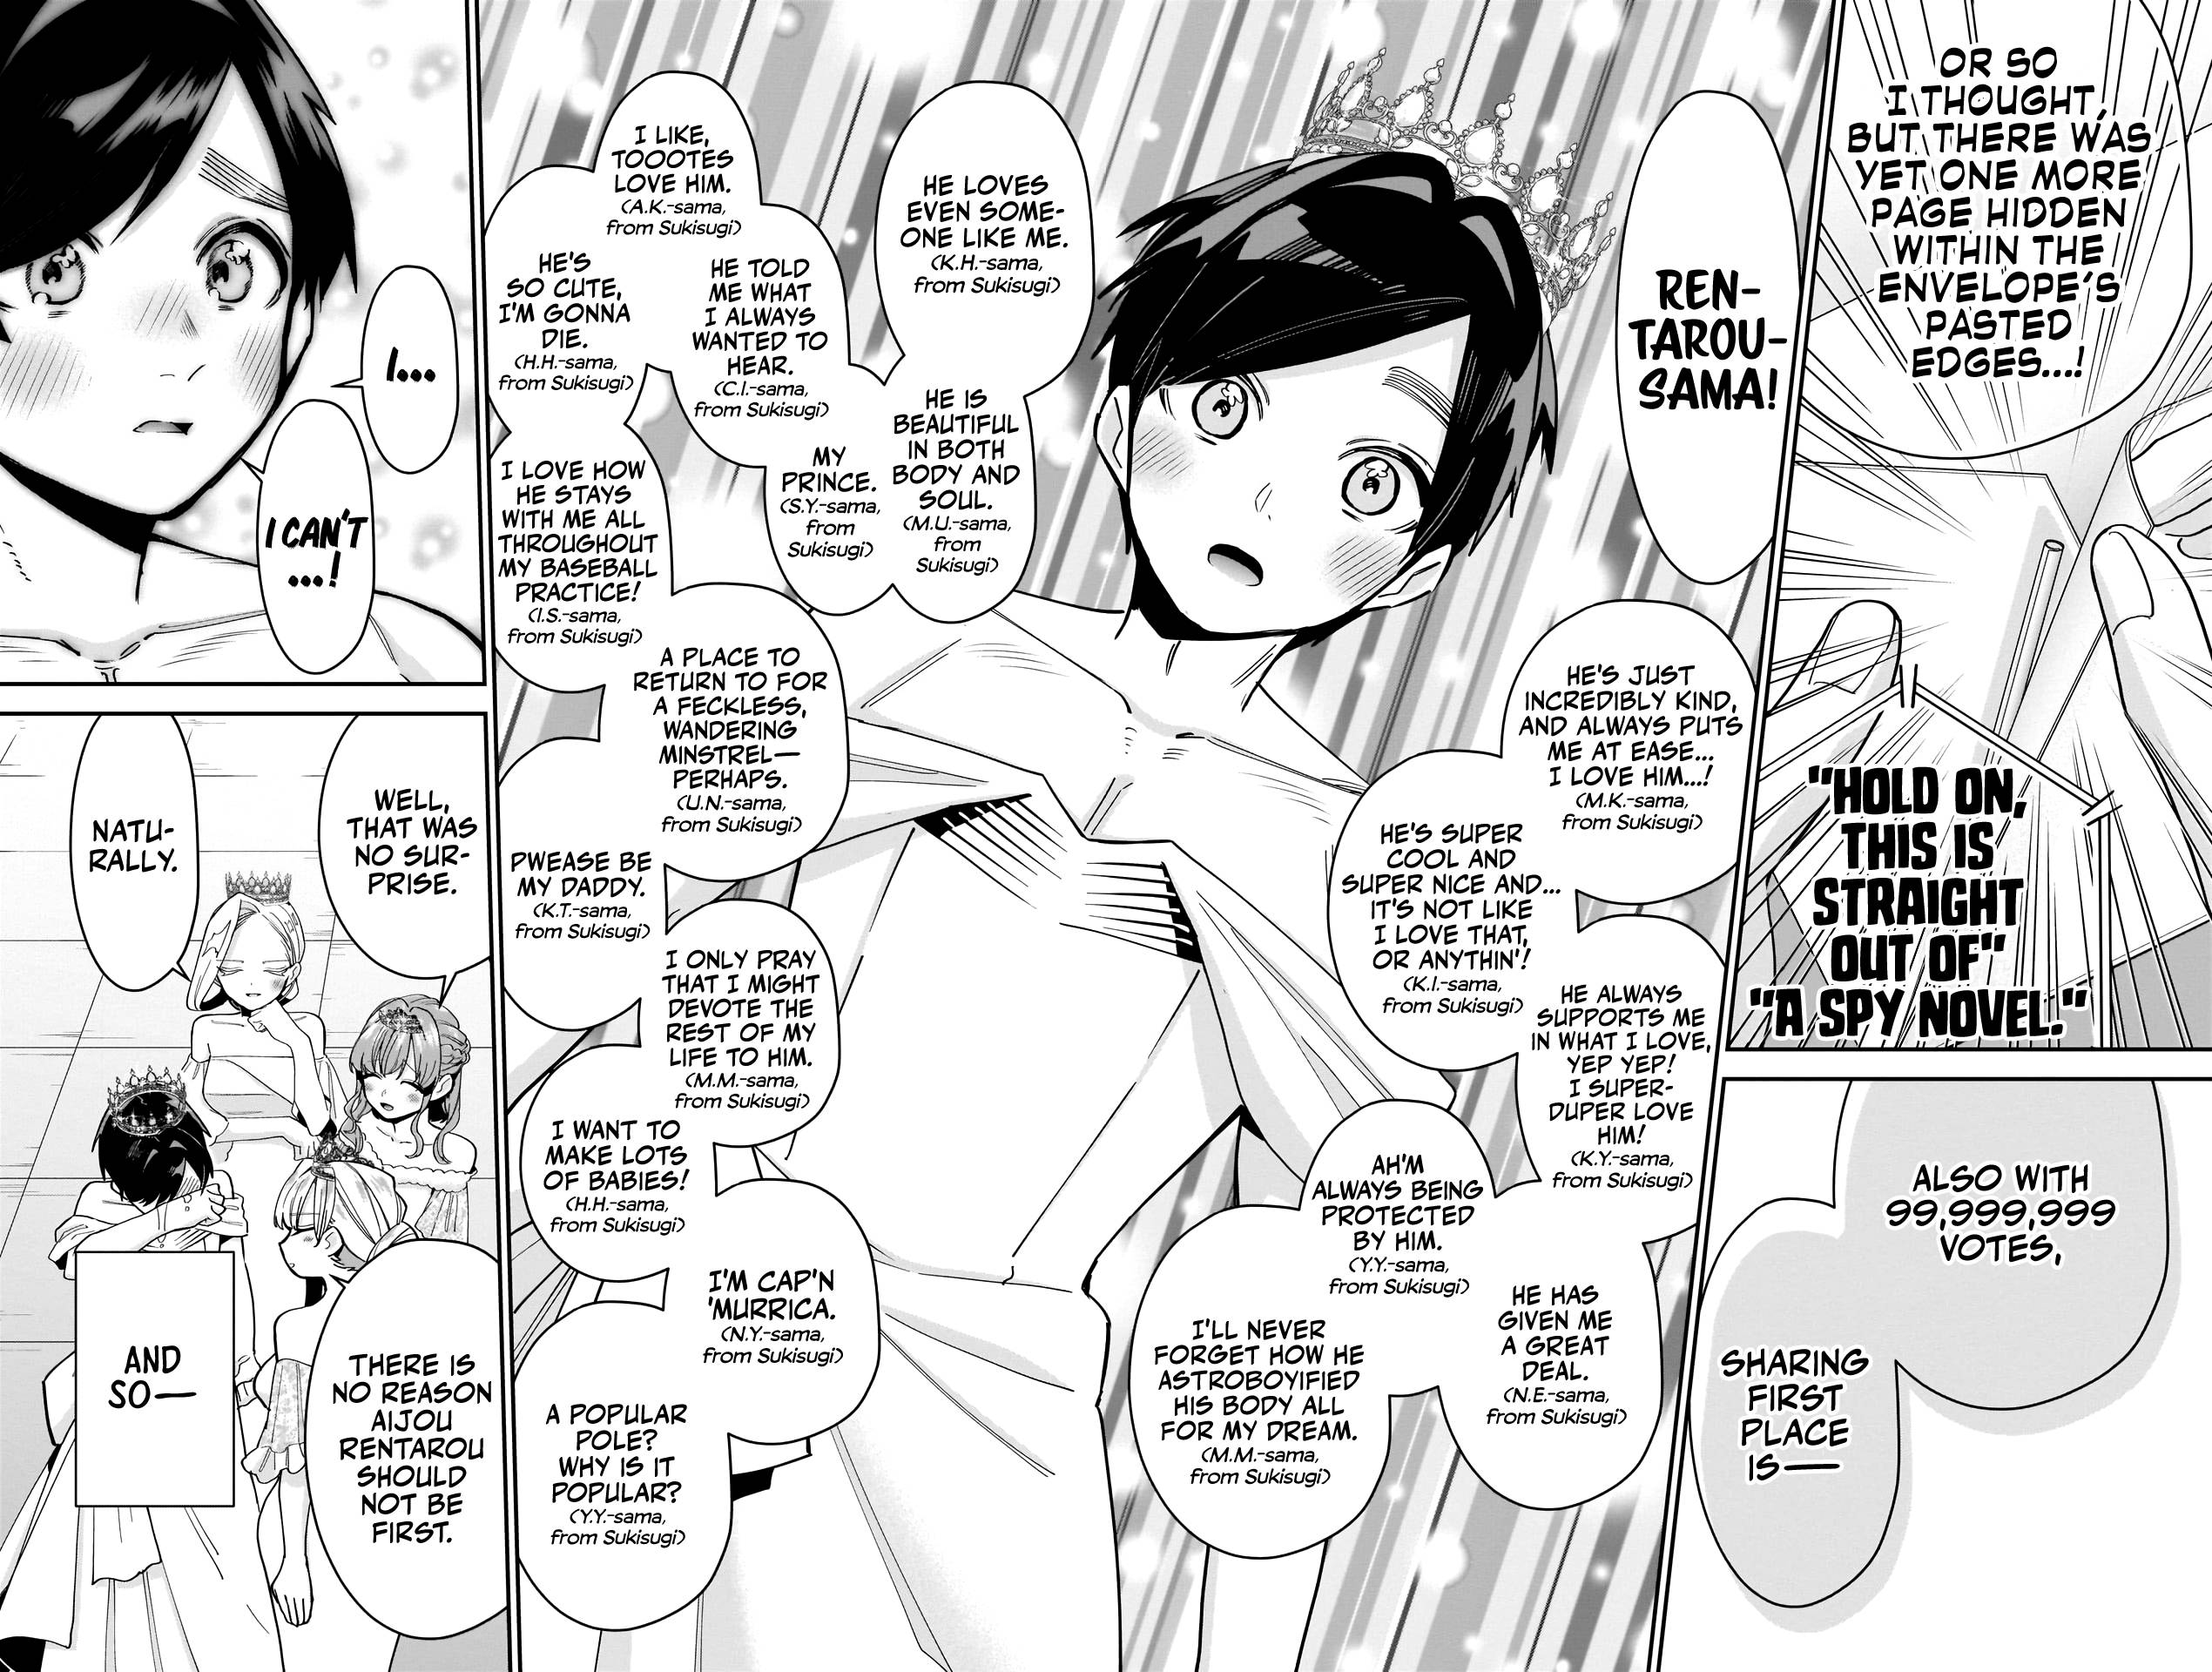 OR SO
I THOUGHT,
BUT THERE WAS
YET ONE MORE
PAGE HIDDEN
WITHIN THE
ENVELOPE'S
PASTED
EDGES...!
"HOLD ON,
THIS IS
STRAIGHT
OUT OF"
"A SPY NOVEL."
ALSO WITH
99,999,999
VOTES,
SHARING
FIRST
PLACE
IS—
REN-
TAROU-
SAMA!
HE'S JUST
INCREDIBLY KIND,
AND ALWAYS PUTS
ME AT EASE...
I LOVE HIM...!
(M.K.-sama,
from Sukisugi)
HE'S SUPER
COOL AND
SUPER NICE AND...
IT'S NOT LIKE
I LOVE THAT,
OR ANYTHIN'!
(K.I.-sama,
from Sukisugi)
HE ALWAYS
SUPPORTS ME
IN WHAT I LOVE,
YEP YEP!
I SUPER-
DUPER LOVE
HIM!
(K.Y.-sama,
from Sukisugi)
AH'M
ALWAYS BEING
PROTECTED
BY HIM.
(Y.Y.-sama,
from Sukisugi)
HE HAS
GIVEN ME
A GREAT
DEAL.
(N.E.-sama,
from Sukisugi)
I'LL NEVER
FORGET HOW HE
ASTROBOYIFIED
HIS BODY ALL
FOR MY DREAM.
(M.M.-sama,
from Sukisugi)
HE LOVES
EVEN SOME-
ONE LIKE ME.
(K.H.-sama,
from Sukisugi)
HE IS
BEAUTIFUL
IN BOTH
BODY AND
SOUL.
(M.U.-sama,
from
Sukisugi)
MY
PRINCE.
(S.Y.-sama,
from
Sukisugi)
HE TOLD
ME WHAT
I ALWAYS
WANTED TO
HEAR.
(C.I.-sama,
from Sukisugi)
I LIKE,
TOOOTES
LOVE HIM.
(A.K.-sama,
from Sukisugi)
HE'S
SO CUTE,
I'M GONNA
DIE.
(H.H.-sama,
from Sukisugi)
I LOVE HOW
HE STAYS
WITH ME ALL
THROUGHOUT
MY BASEBALL
PRACTICE!
(I.S.-sama,
from Sukisugi)
A PLACE TO
RETURN TO FOR
A FECKLESS,
WANDERING
MINSTREL—
PERHAPS.
(U.N.-sama,
from Sukisugi)
PWEASE BE
MY DADDY.
(K.T.-sama,
from Sukisugi)
I ONLY PRAY
THAT I MIGHT
DEVOTE THE
REST OF MY
LIFE TO HIM.
(M.M.-sama,
from Sukisugi)
I WANT TO
MAKE LOTS
OF BABIES!
(H.H.-sama,
from Sukisugi)
I'M CAP'N
'MURRICA.
(N.Y.-sama,
from Sukisugi)
A POPULAR
POLE?
WHY IS IT
POPULAR?
(Y.Y.-sama,
from Sukisugi)
I...
I CAN'T
...!
WELL,
THAT WAS
NO SUR-
PRISE.
NATU-
RALLY.
THERE IS
NO REASON
AIJOU
RENTAROU
SHOULD
NOT BE
FIRST.
AND
SO—